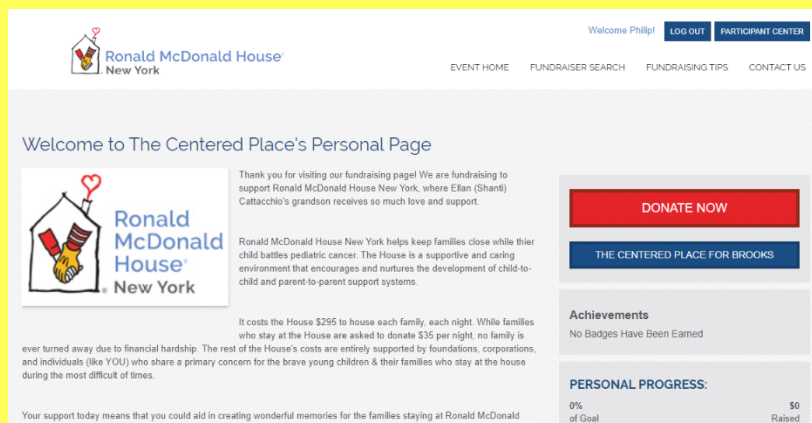 Welcome Philip!
LOG OUT
PARTICIPANT CENTER
Ronald McDonald House®
New York
EVENT HOME
FUNDRAISER SEARCH
FUNDRAISING TIPS
CONTACT US
Welcome to The Centered Place's Personal Page
Ronald
McDonald
House®
New York
Thank you for visiting our fundraising page! We are fundraising to
support Ronald McDonald House New York, where Ellan (Shanti)
Cattacchio's grandson receives so much love and support.
Ronald McDonald House New York helps keep families close while thier
child battles pediatric cancer. The House is a supportive and caring
environment that encourages and nurtures the development of child-to-
child and parent-to-parent support systems.
It costs the House $295 to house each family, each night. While families
who stay at the House are asked to donate $35 per night, no family is
ever turned away due to financial hardship. The rest of the House's costs are entirely supported by foundations, corporations,
and individuals (like YOU) who share a primary concern for the brave young children & their families who stay at the house
during the most difficult of times.
Your support today means that you could aid in creating wonderful memories for the families staying at Ronald McDonald
DONATE NOW
THE CENTERED PLACE FOR BROOKS
Achievements
No Badges Have Been Earned
PERSONAL PROGRESS:
0%
of Goal
$0
Raised